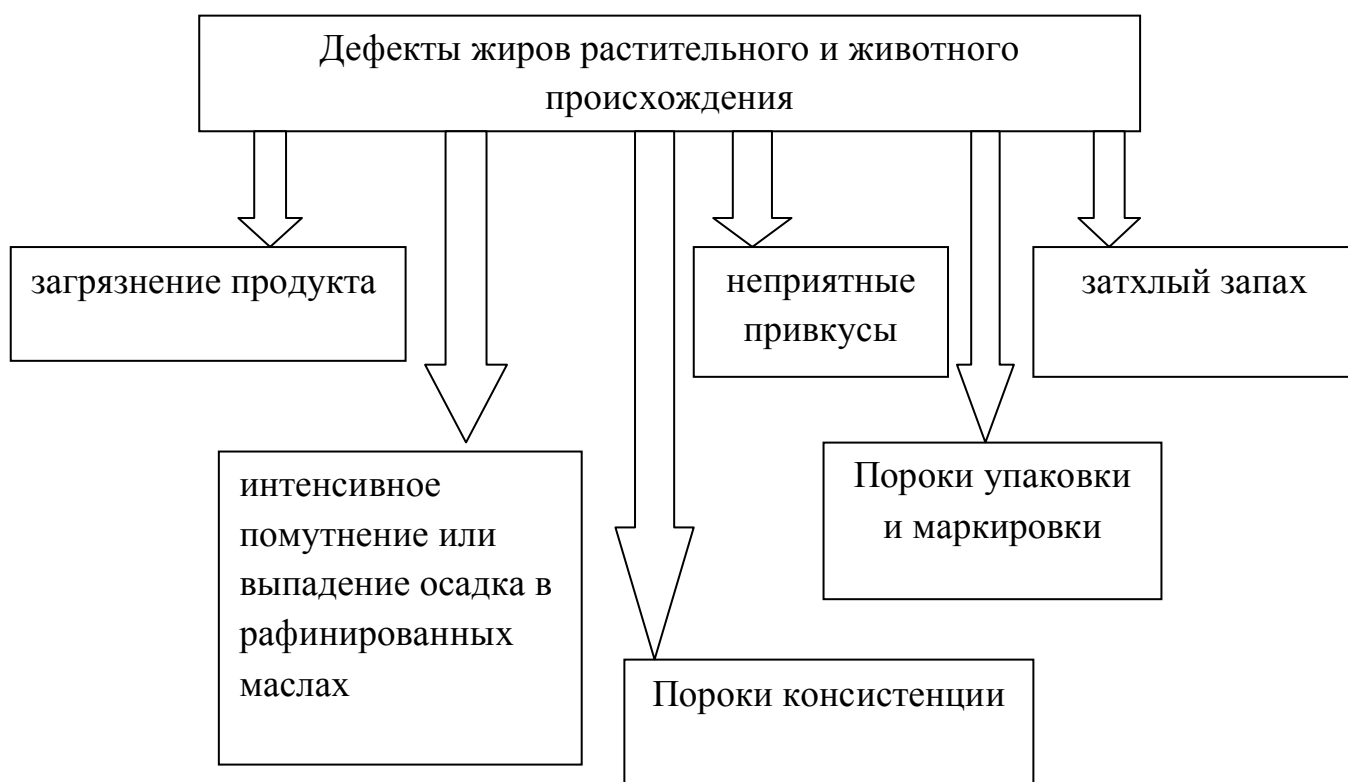 Дефекты жиров растительного и животного
происхождения
загрязнение продукта
неприятные
привкусы
затхлый запах
интенсивное
помутнение или
выпадение осадка в
рафинированных
маслах
Пороки упаковки
и маркировки
Пороки консистенции